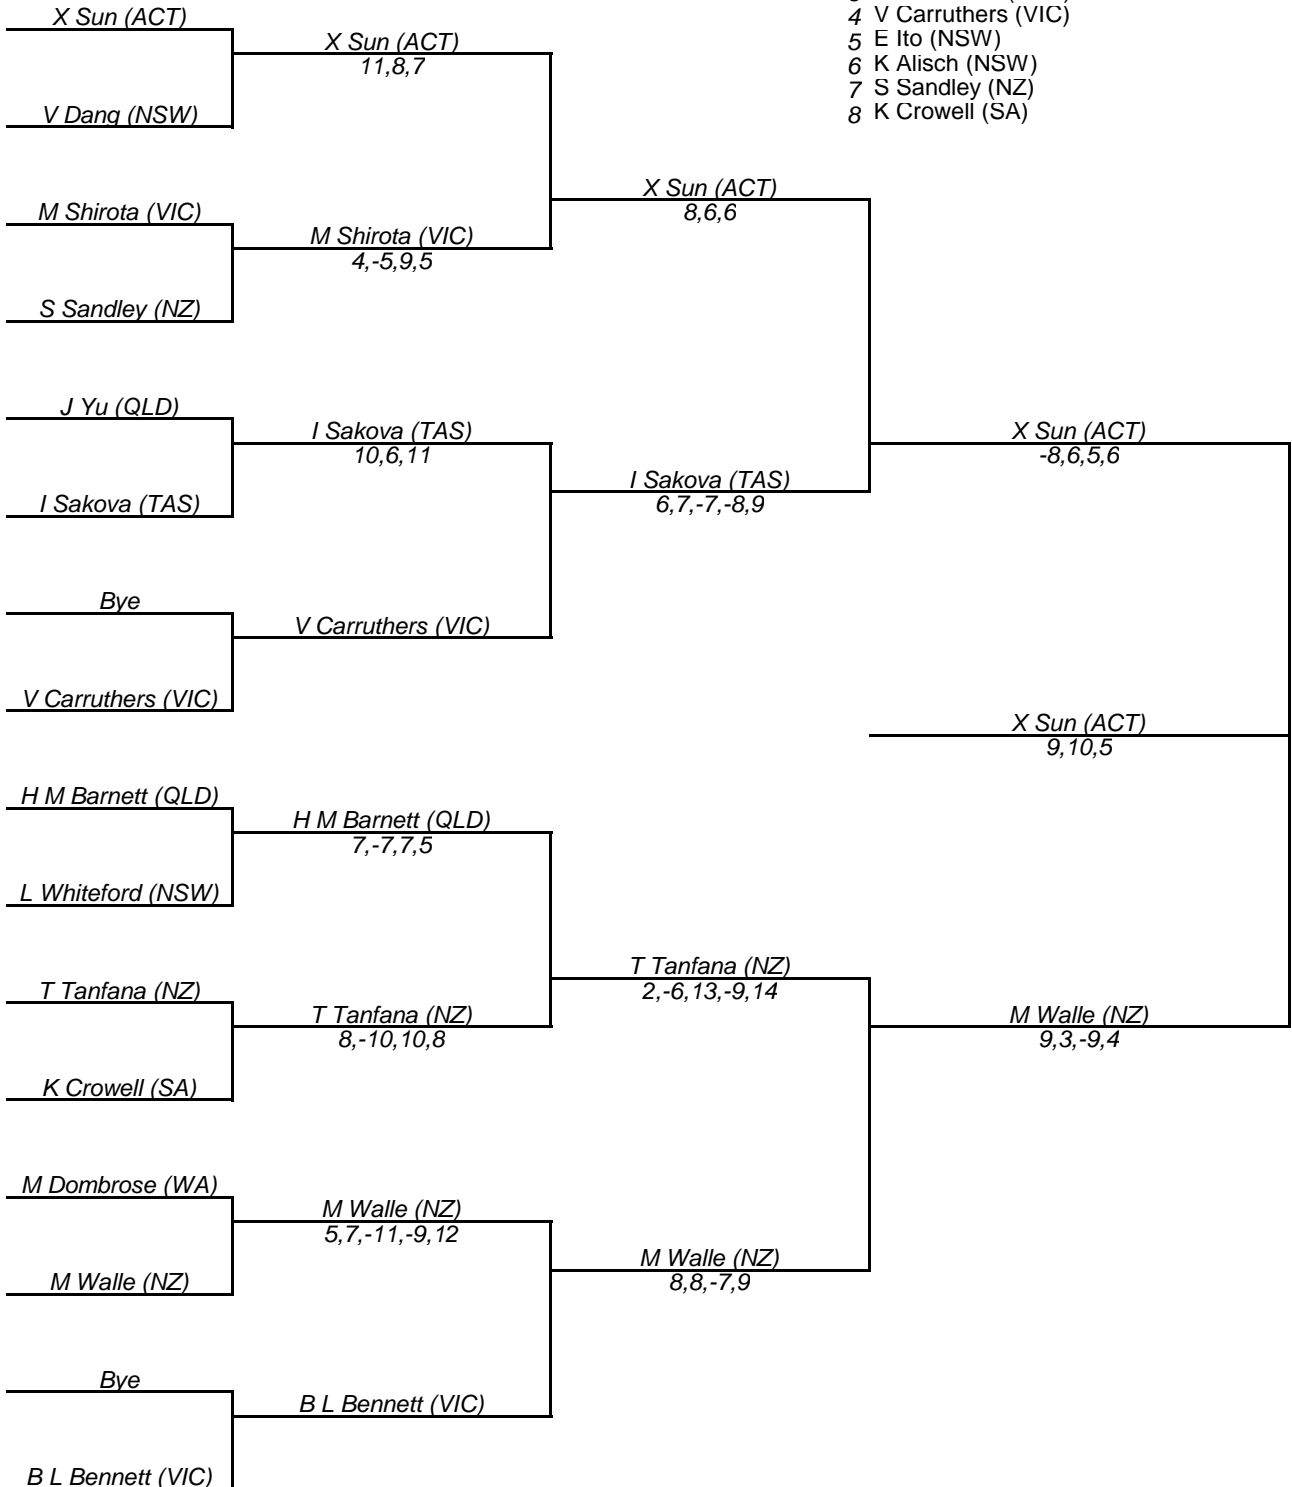 4 V Carruthers (VIC)
5 E Ito (NSW)
6 K Alisch (NSW)
7 S Sandley (NZ)
8 K Crowell (SA)
X Sun (ACT)
X Sun (ACT)
11,8,7
V Dang (NSW)
X Sun (ACT)
8,6,6
M Shirota (VIC)
M Shirota (VIC)
4,-5,9,5
S Sandley (NZ)
J Yu (QLD)
I Sakova (TAS)
10,6,11
X Sun (ACT)
-8,6,5,6
I Sakova (TAS)
6,7,-7,-8,9
I Sakova (TAS)
Bye
V Carruthers (VIC)
V Carruthers (VIC)
X Sun (ACT)
9,10,5
H M Barnett (QLD)
H M Barnett (QLD)
7,-7,7,5
L Whiteford (NSW)
T Tanfana (NZ)
2,-6,13,-9,14
T Tanfana (NZ)
T Tanfana (NZ)
8,-10,10,8
M Walle (NZ)
9,3,-9,4
K Crowell (SA)
M Dombrose (WA)
M Walle (NZ)
5,7,-11,-9,12
M Walle (NZ)
M Walle (NZ)
8,8,-7,9
Bye
B L Bennett (VIC)
B L Bennett (VIC)